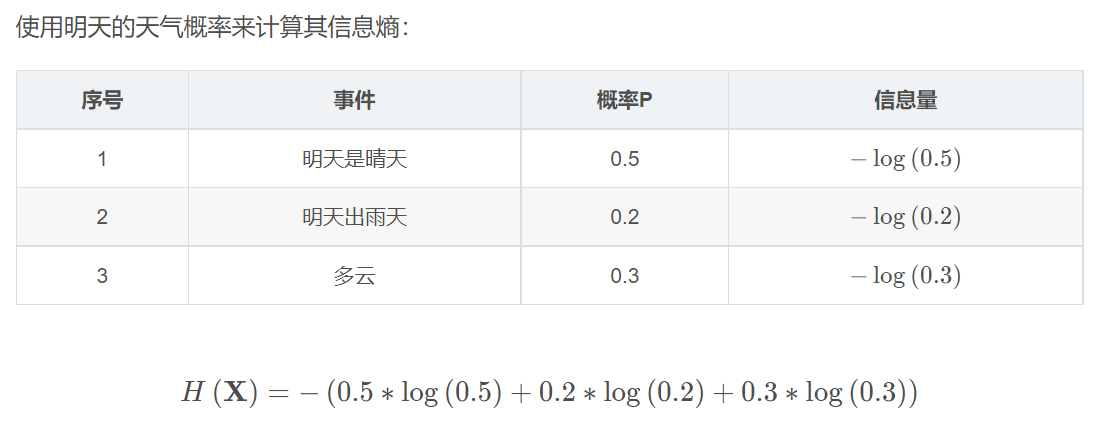 使用明天的天气概率来计算其信息熵：
序号 事件 概率P 信息量
1 明天是晴天 0.5 − log (0.5)
2 明天出雨天 0.2 − log (0.2)
3 多云 0.3 − log (0.3)
H (X) = − (0.5 ∗ log (0.5) + 0.2 ∗ log (0.2) + 0.3 ∗ log (0.3))